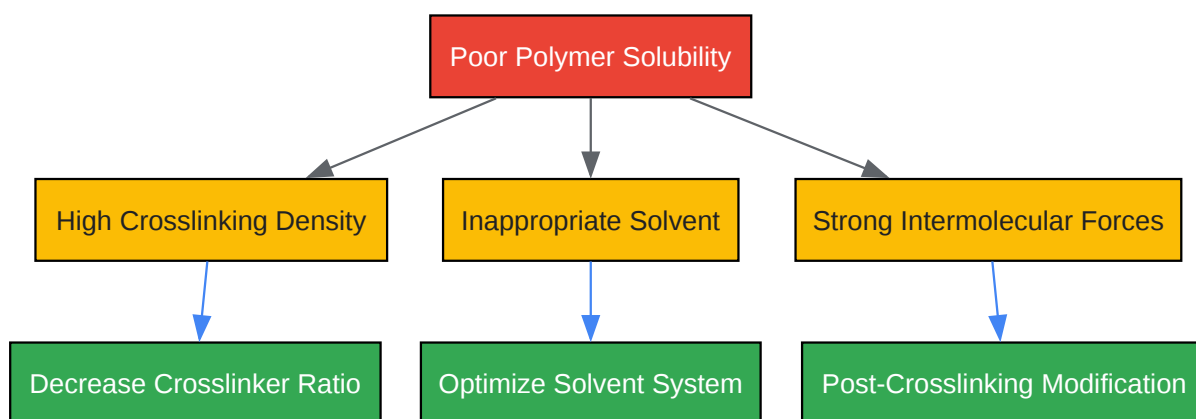 Poor Polymer Solubility
High Crosslinking Density
Inappropriate Solvent
Strong Intermolecular Forces
Decrease Crosslinker Ratio
Optimize Solvent System
Post-Crosslinking Modification